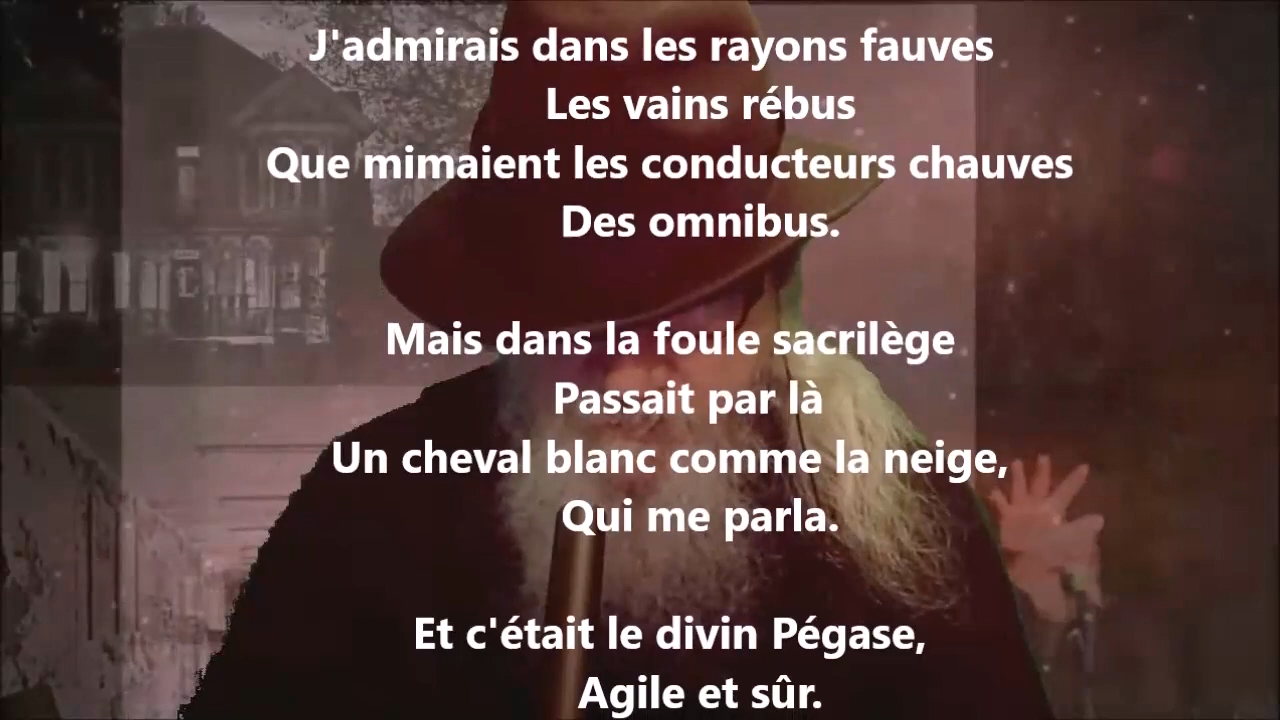 J'admirais dans les rayons fauves
Les vains rébus
Que mimaient les conducteurs chauves
Des omnibus.
Mais dans la foule sacrilège
Passait par là
Un cheval blanc comme la neige,
Qui me parla.
Et c'était le divin Pégase,
Agile et sûr.